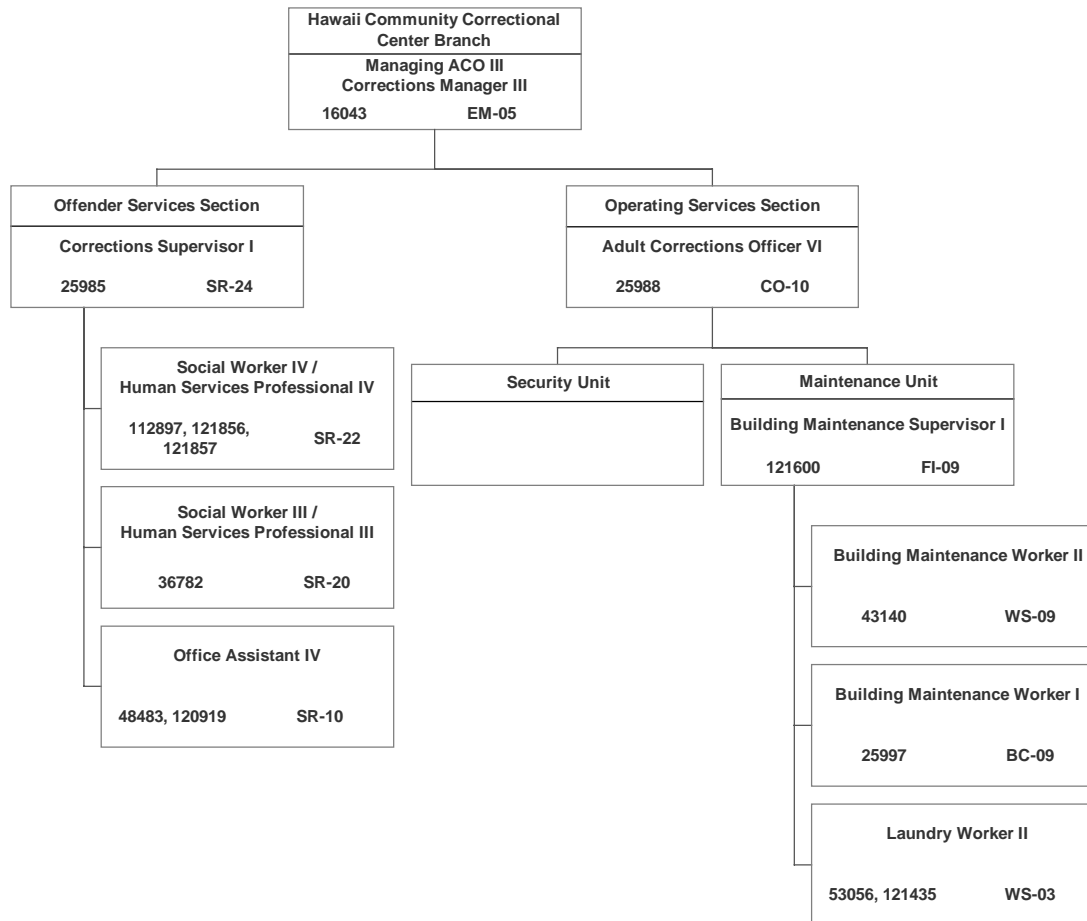 Hawaii Community Correctional
Center Branch
Managing ACO III
Corrections Manager III
16043 EM-05
Offender Services Section
Corrections Supervisor I
25985 SR-24
Social Worker IV /
Human Services Professional IV
112897, 121856,
121857
SR-22
Social Worker III /
Human Services Professional III
36782 SR-20
Office Assistant IV
48483, 120919 SR-10
Operating Services Section
Adult Corrections Officer VI
25988 CO-10
Security Unit
Maintenance Unit
Building Maintenance Supervisor I
121600 FI-09
Building Maintenance Worker II
43140 WS-09
Building Maintenance Worker I
25997 BC-09
Laundry Worker II
53056, 121435 WS-03